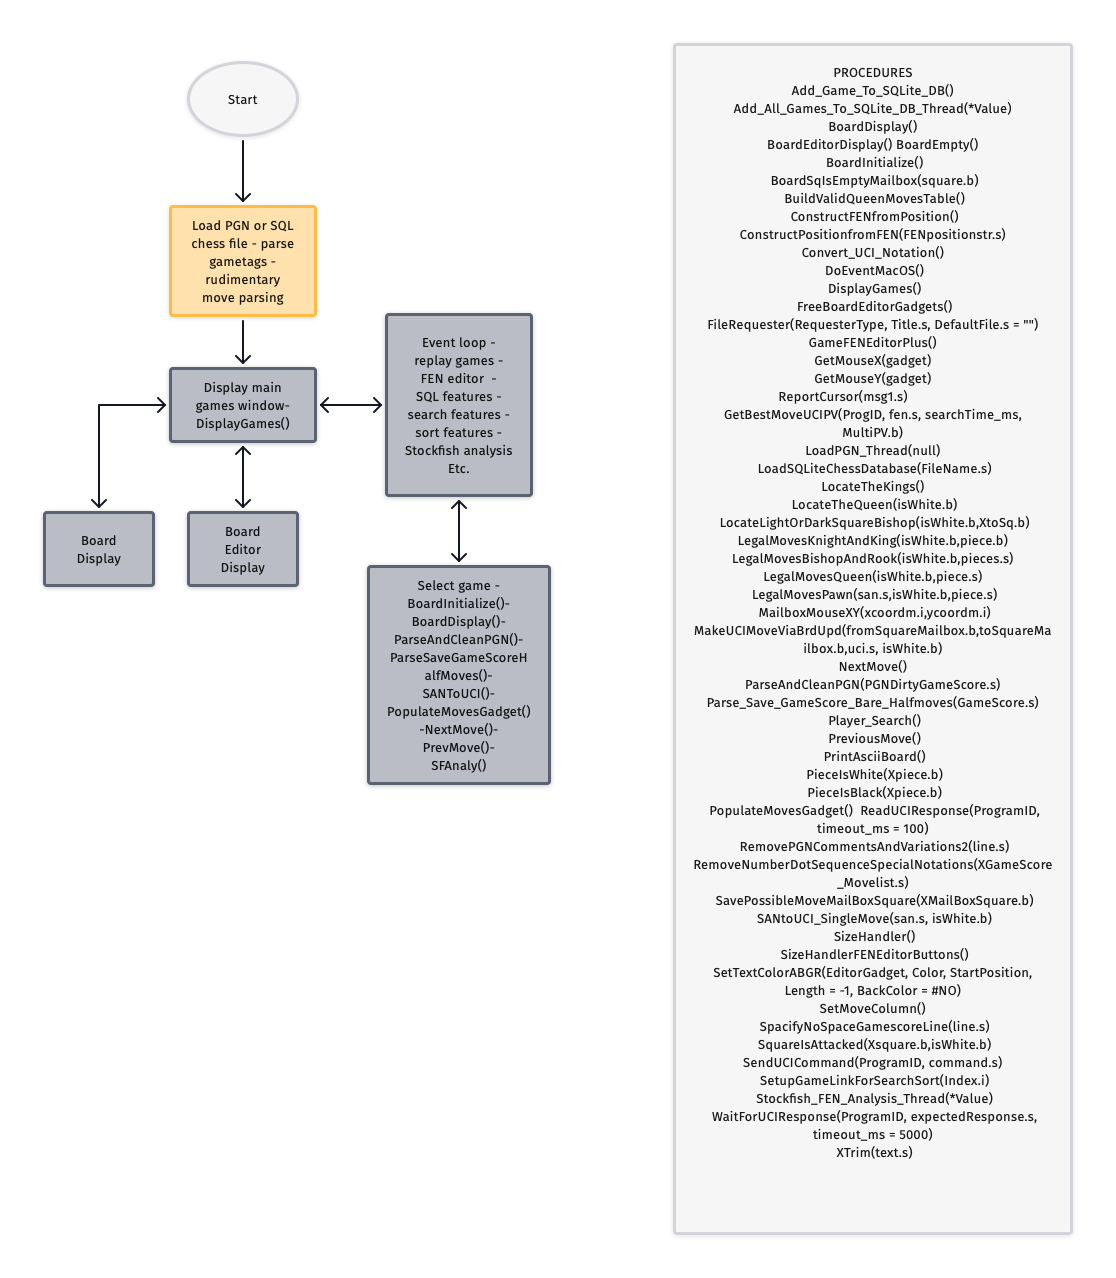 Start
Load PGN or SQL
chess file - parse
gametags -
rudimentary
move parsing
Display main
games window-
DisplayGames()
Event loop -
replay games -
FEN editor  -
SQL features -
search features -
sort features -
Stockfish analysis
Etc.
Board
Display
Board
Editor
Display
Select game -
BoardInitialize()-
BoardDisplay()-
ParseAndCleanPGN()-
ParseSaveGameScoreH
alfMoves()-
SANToUCI()-
PopulateMovesGadget()
-NextMove()-
PrevMove()-
SFAnaly()
PROCEDURES
Add_Game_To_SQLite_DB()
Add_All_Games_To_SQLite_DB_Thread(*Value)
BoardDisplay()
BoardEditorDisplay() BoardEmpty()
BoardInitialize()
BoardSqIsEmptyMailbox(square.b)
BuildValidQueenMovesTable()
ConstructFENfromPosition()
ConstructPositionfromFEN(FENpositionstr.s)
Convert_UCI_Notation()
DoEventMacOS()
DisplayGames()
FreeBoardEditorGadgets()
FileRequester(RequesterType, Title.s, DefaultFile.s = "")
GameFENEditorPlus()
GetMouseX(gadget)
GetMouseY(gadget)
ReportCursor(msg1.s)
GetBestMoveUCIPV(ProgID, fen.s, searchTime_ms,
MultiPV.b)
LoadPGN_Thread(null)
LoadSQLiteChessDatabase(FileName.s)
LocateTheKings()
LocateTheQueen(isWhite.b)
LocateLightOrDarkSquareBishop(isWhite.b,XtoSq.b)
LegalMovesKnightAndKing(isWhite.b,piece.b)
LegalMovesBishopAndRook(isWhite.b,pieces.s)
LegalMovesQueen(isWhite.b,piece.s)
LegalMovesPawn(san.s,isWhite.b,piece.s)
MailboxMouseXY(xcoordm.i,ycoordm.i)
MakeUCIMoveViaBrdUpd(fromSquareMailbox.b,toSquareMa
ilbox.b,uci.s, isWhite.b)
NextMove()
ParseAndCleanPGN(PGNDirtyGameScore.s)
Parse_Save_GameScore_Bare_Halfmoves(GameScore.s)
Player_Search()
PreviousMove()
PrintAsciiBoard()
PieceIsWhite(Xpiece.b)
PieceIsBlack(Xpiece.b)
PopulateMovesGadget()  ReadUCIResponse(ProgramID,
timeout_ms = 100)
RemovePGNCommentsAndVariations2(line.s)
RemoveNumberDotSequenceSpecialNotations(XGameScore
_Movelist.s)
SavePossibleMoveMailBoxSquare(XMailBoxSquare.b)
SANtoUCI_SingleMove(san.s, isWhite.b)
SizeHandler()
SizeHandlerFENEditorButtons()
SetTextColorABGR(EditorGadget, Color, StartPosition,
Length = -1, BackColor = #NO)
SetMoveColumn()
SpacifyNoSpaceGamescoreLine(line.s)
SquareIsAttacked(Xsquare.b,isWhite.b)
SendUCICommand(ProgramID, command.s)
SetupGameLinkForSearchSort(Index.i)
Stockfish_FEN_Analysis_Thread(*Value)
WaitForUCIResponse(ProgramID, expectedResponse.s,
timeout_ms = 5000)
XTrim(text.s)